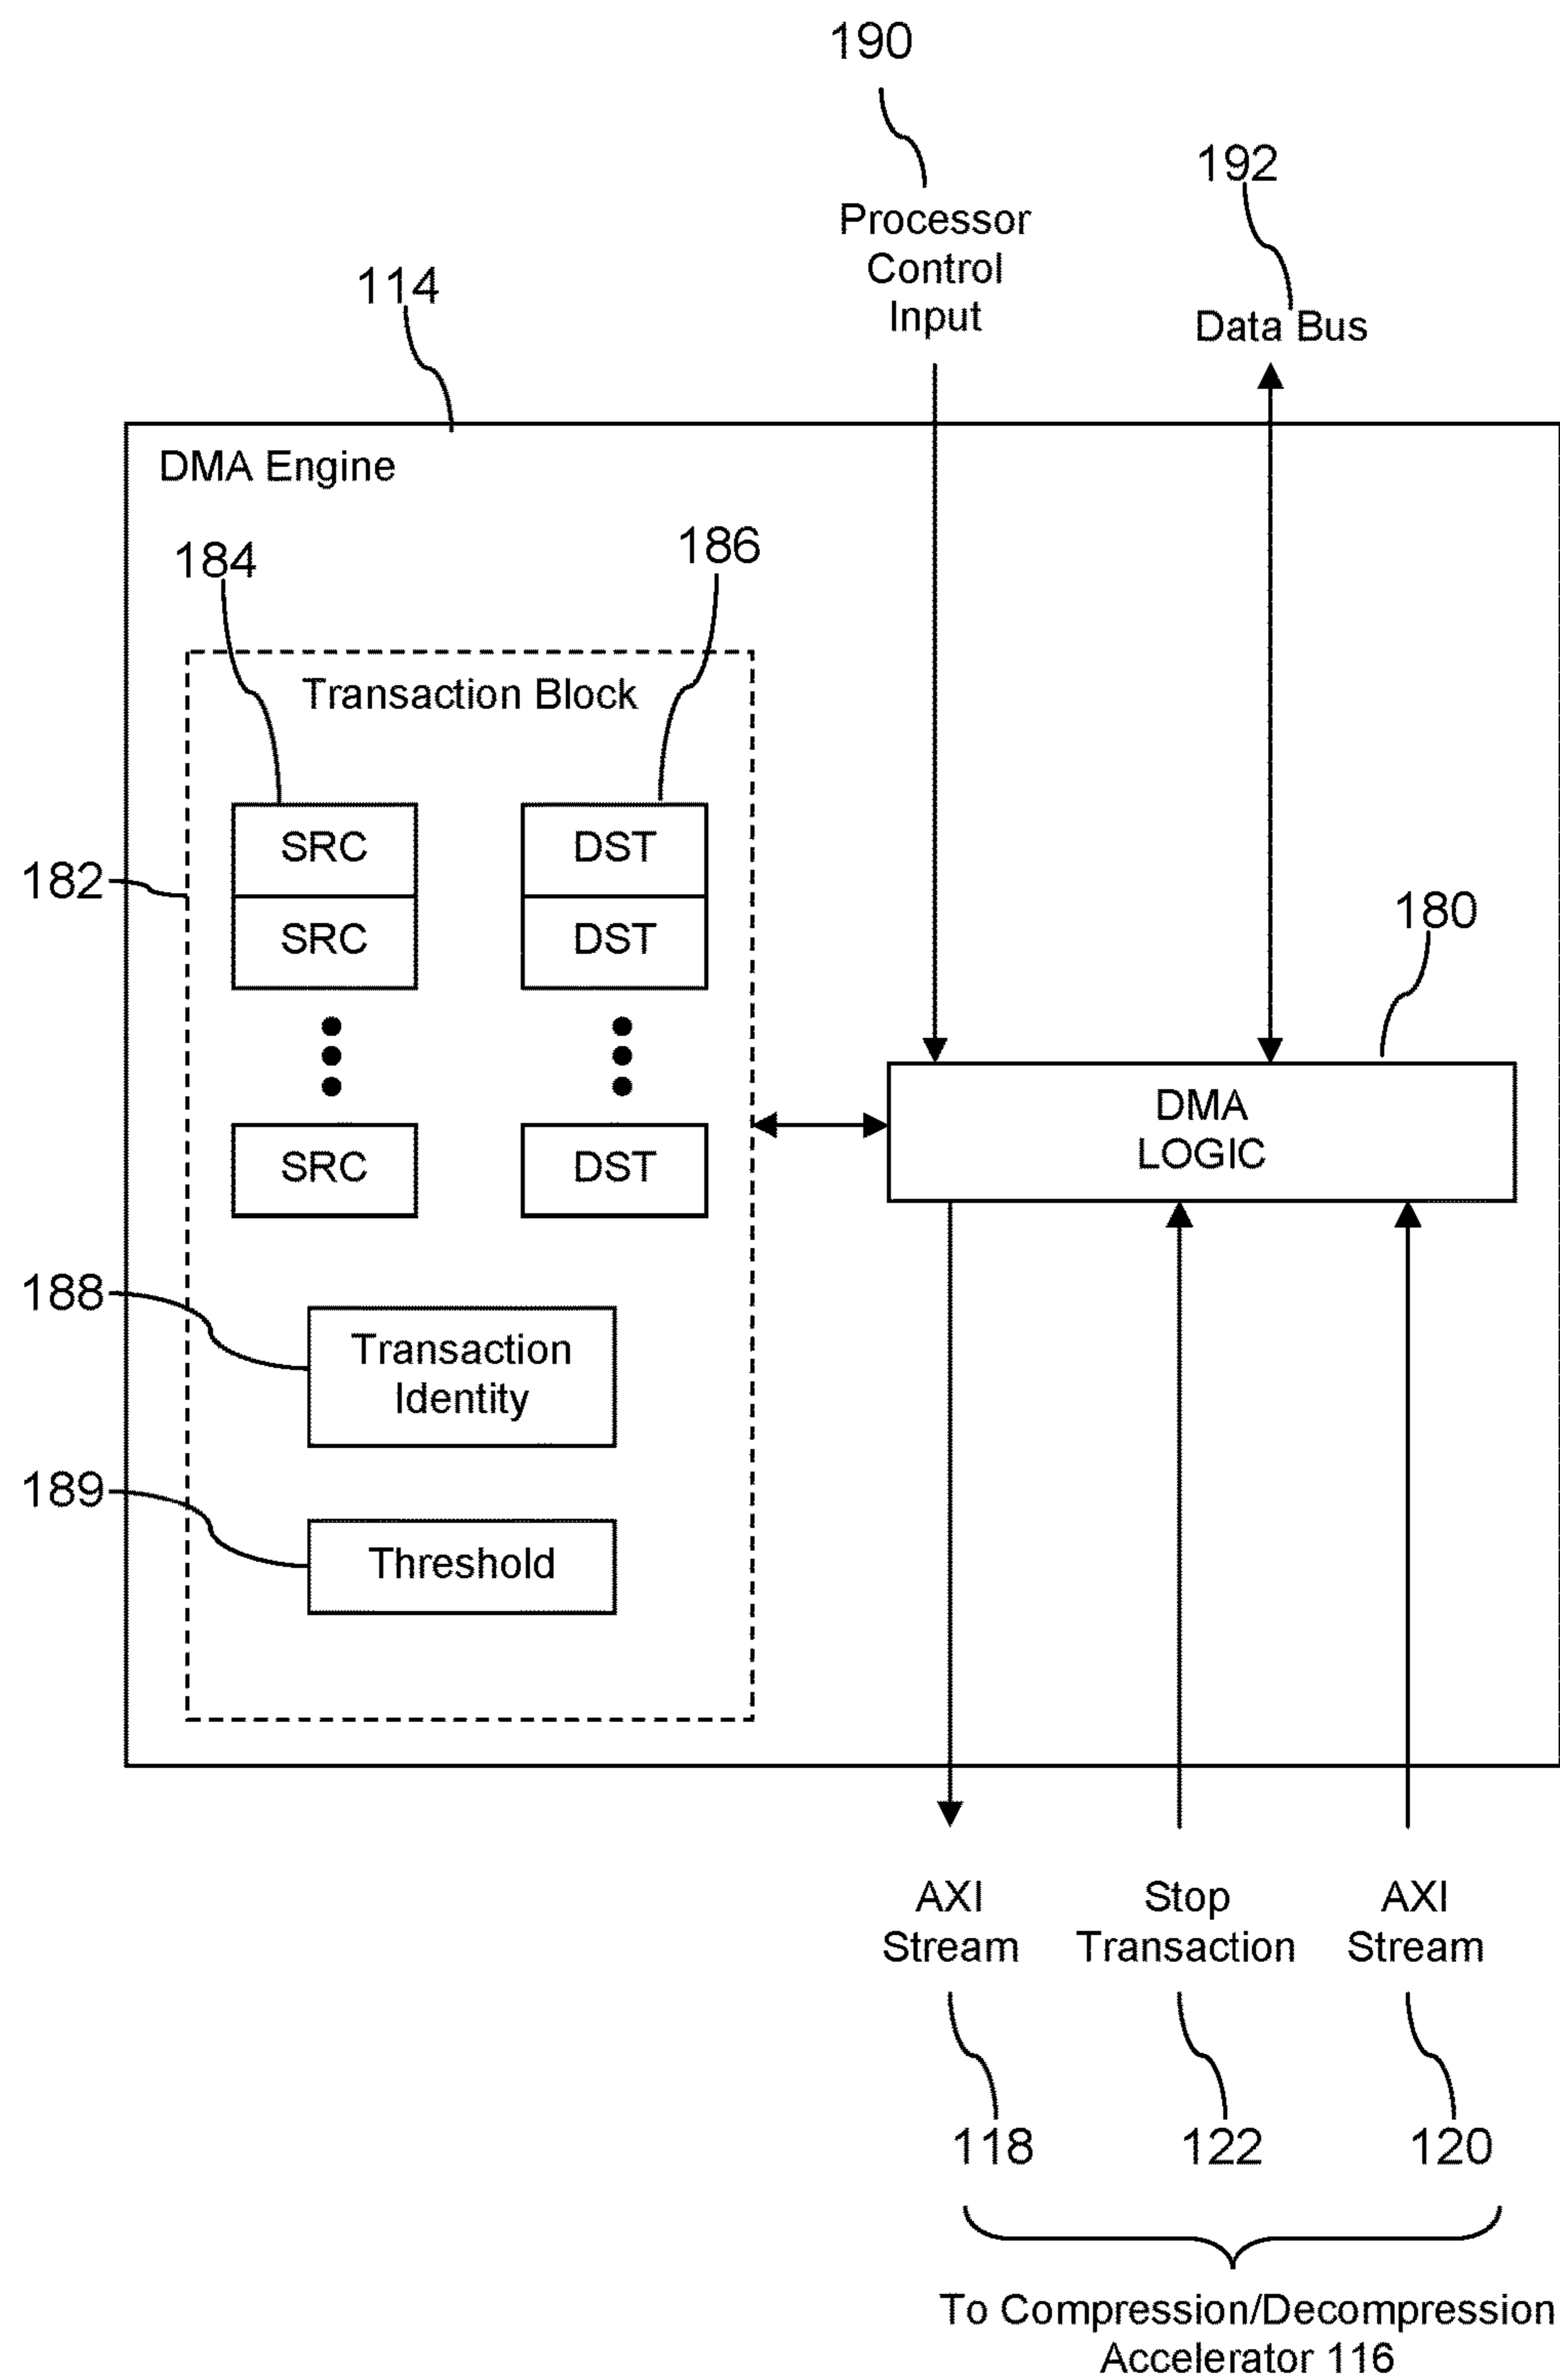 190
192
Processor
Control
Input
114
Data Bus
DMA Engine
184
186
Transaction Block
SRC
DST
182
SRC
DST
180
DMA
LOGIC
SRC
DST
188
Transaction
Identity
189
Threshold
AXI
Stream
Stop
Transaction
AXI
Stream
118
122
120
To Compression/Decompression
Accelerator 116